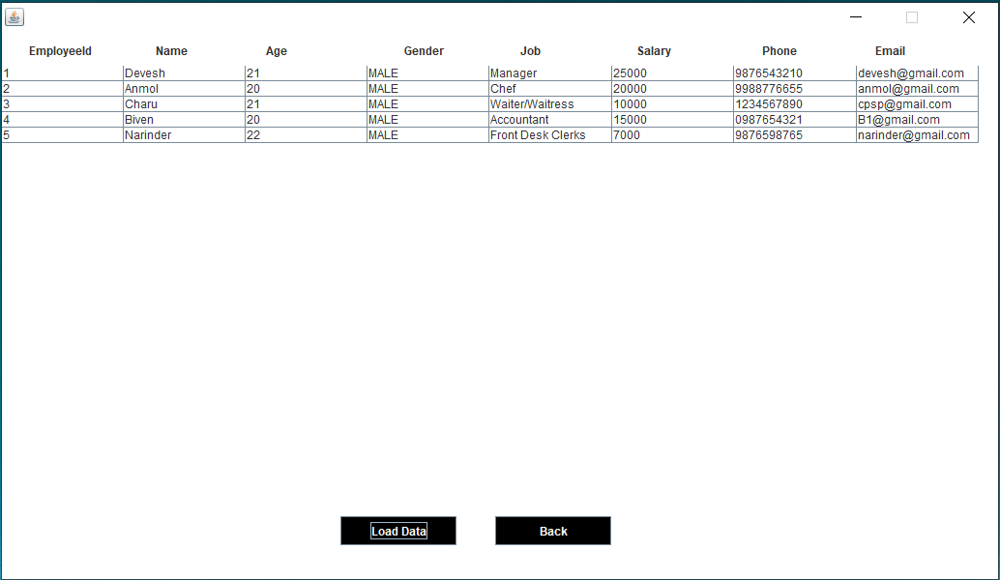 EmployeeId Name Age Gender Job Salary Phone Email
1 Devesh 21 MALE Manager 25000 9876543210 devesh@gmail.com
2 Anmol 20 MALE Chef 20000 9988776655 anmol@gmail.com
3 Charu 21 MALE Waiter/Waitress 10000 1234567890 cpsp@gmail.com
4 Biven 20 MALE Accountant 15000 0987654321 B1@gmail.com
5 Narinder 22 MALE Front Desk Clerks 7000 9876598765 narinder@gmail.com
Load Data Back